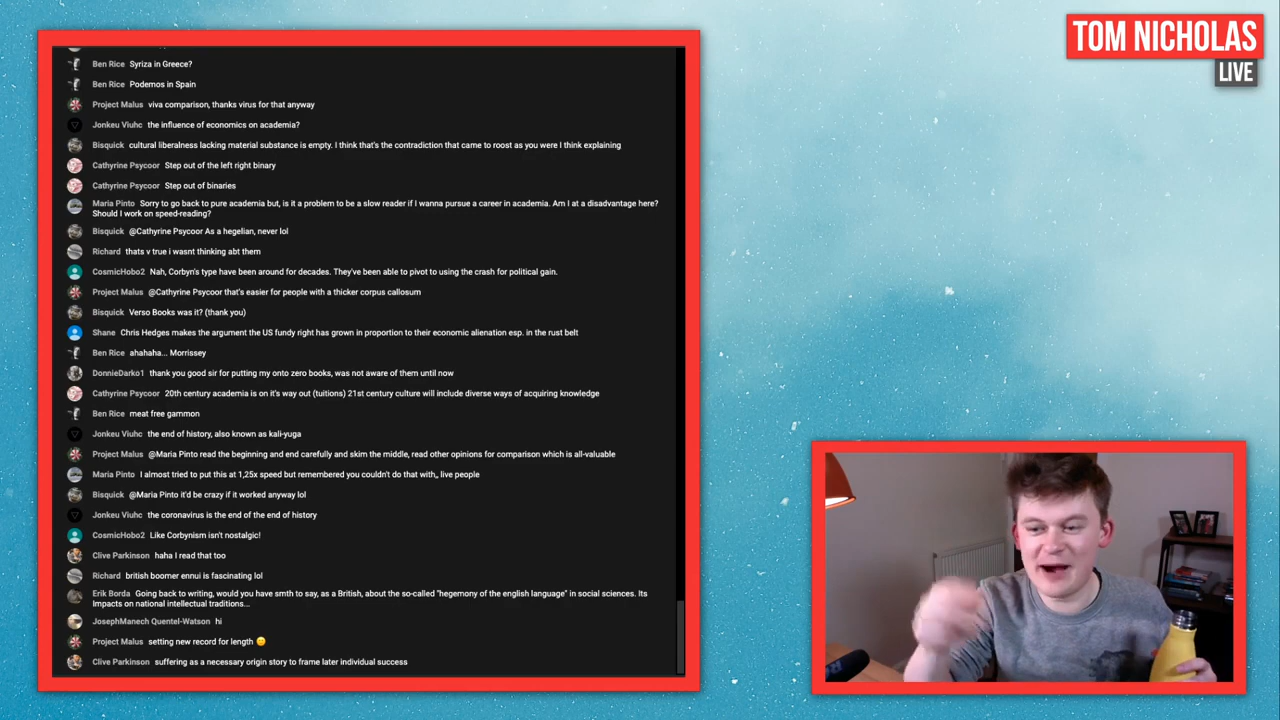 TOM NICHOLAS
LIVE
Ben Rice Syriza in Greece?
Ben Rice Podemos in Spain
Project Malus viva comparison, thanks virus for that anyway
Jonkeu Viuhc the influence of economics on academia?
Bisquick cultural liberalness lacking material substance is empty. I think that's the contradiction that came to roost as you were I think explaining
Cathyrine Psycoor Step out of the left right binary
Cathyrine Psycoor Step out of binaries
Maria Pinto Sorry to go back to pure academia but, is it a problem to be a slow reader if I wanna pursue a career in academia. Am I at a disadvantage here?
Should I work on speed-reading?
Bisquick @Cathyrine Psycoor As a hegelian, never lol
Richard thats v true i wasnt thinking abt them
CosmicHobo2 Nah, Corbyn's type have been around for decades. They've been able to pivot to using the crash for political gain.
Project Malus @Cathyrine Psycoor that's easier for people with a thicker corpus callosum
Bisquick Verso Books was it? (thank you)
Shane Chris Hedges makes the argument the US fundy right has grown in proportion to their economic alienation esp. in the rust belt
Ben Rice ahahaha... Morrissey
DonnieDarko1 thank you good sir for putting my onto zero books, was not aware of them until now
Cathyrine Psycoor 20th century academia is on it's way out (tuitions) 21st century culture will include diverse ways of acquiring knowledge
Ben Rice meat free gammon
Jonkeu Viuhc the end of history, also known as kali-yuga
Project Malus @Maria Pinto read the beginning and end carefully and skim the middle, read other opinions for comparison which is all-valuable
Maria Pinto I almost tried to put this at 1,25x speed but remembered you couldn't do that with,, live people
Bisquick @Maria Pinto it'd be crazy if it worked anyway lol
Jonkeu Viuhc the coronavirus is the end of the end of history
CosmicHobo2 Like Corbynism isn't nostalgic!
Clive Parkinson haha I read that too
Richard british boomer ennui is fascinating lol
Erik Borda Going back to writing, would you have smth to say, as a British, about the so-called "hegemony of the english language" in social sciences. Its
Impacts on national intellectual traditions...
JosephManech Quentel-Watson hi
Project Malus setting new record for length
Clive Parkinson suffering as a necessary origin story to frame later individual success